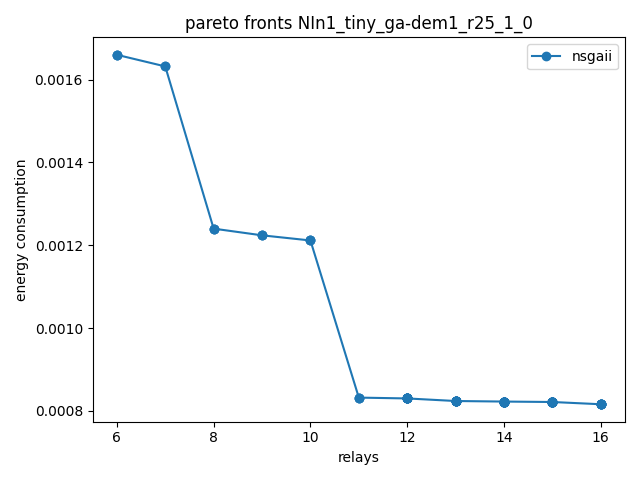 pareto fronts NIn1_tiny_ga-dem1_r25_1_0
nsgaii
0.0016
0.0014
0.0012
0.0010
0.0008
energy consumption
6 8 10 12 14 16
relays